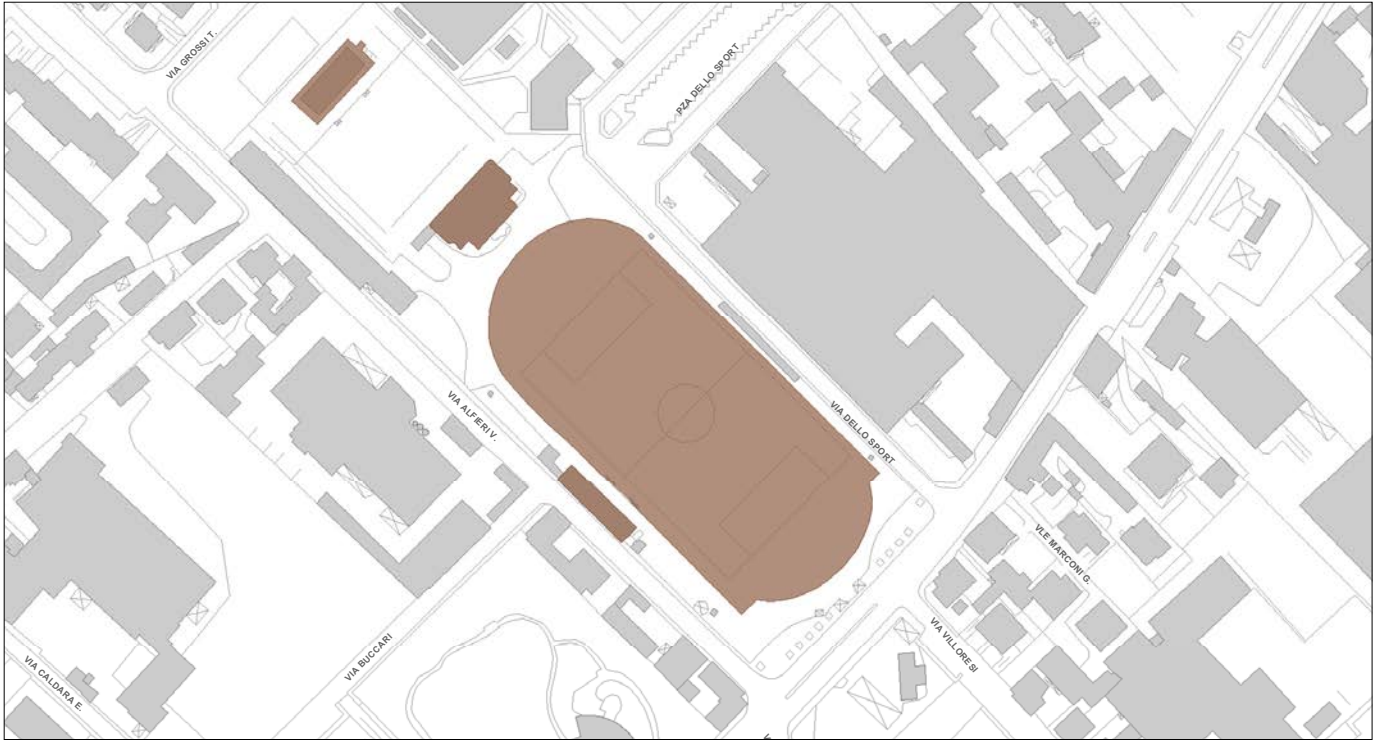 VIA GROSSI T.
PZA DELLO SPORT
VIA ALFIERI V.
VIA DELLO SPORT
VLE MARCONI G.
VIA BUCCARI
VIA VILLORESI
VIA CALDARA E.